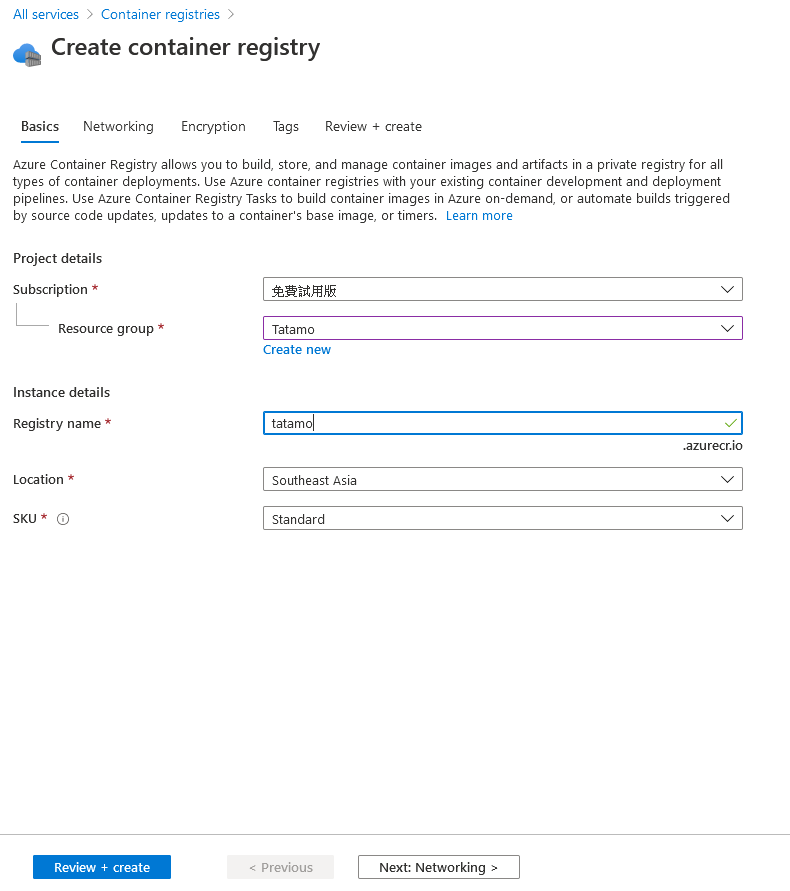 All services > Container registries >
Create container registry
Basics Networking Encryption Tags Review + create
Azure Container Registry allows you to build, store, and manage container images and artifacts in a private registry for all
types of container deployments. Use Azure container registries with your existing container development and deployment
pipelines. Use Azure Container Registry Tasks to build container images in Azure on-demand, or automate builds triggered
by source code updates, updates to a container's base image, or timers. Learn more
Project details
Subscription * 免費試用版
Resource group * Tatamo
Create new
Instance details
Registry name * tatamo
.azurecr.io
Location * Southeast Asia
SKU * Standard
Review + create < Previous Next: Networking >